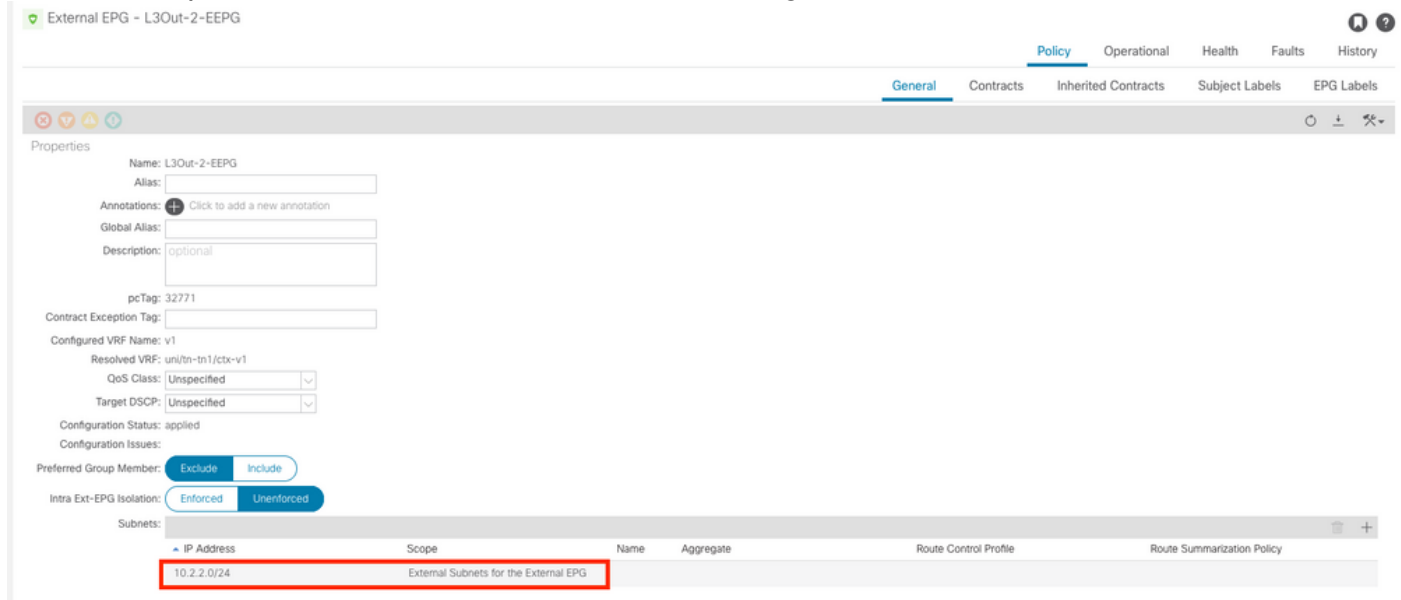 External EPG - L3Out-2-EEPG
Policy Operational Health Faults History
General Contracts Inherited Contracts Subject Labels EPG Labels
Properties
Name: L3Out-2-EEPG
Alias:
Annotations: Click to add a new annotation
Global Alias:
Description: optional
pcTag: 32771
Contract Exception Tag:
Configured VRF Name: v1
Resolved VRF: uni/tn-tn1/ctx-v1
QoS Class: Unspecified
Target DSCP: Unspecified
Configuration Status: applied
Configuration Issues:
Preferred Group Member: Exclude Include
Intra Ext-EPG Isolation: Enforced Unenforced
Subnets:
IP Address Scope Name Aggregate Route Control Profile Route Summarization Policy
10.2.2.0/24 External Subnets for the External EPG